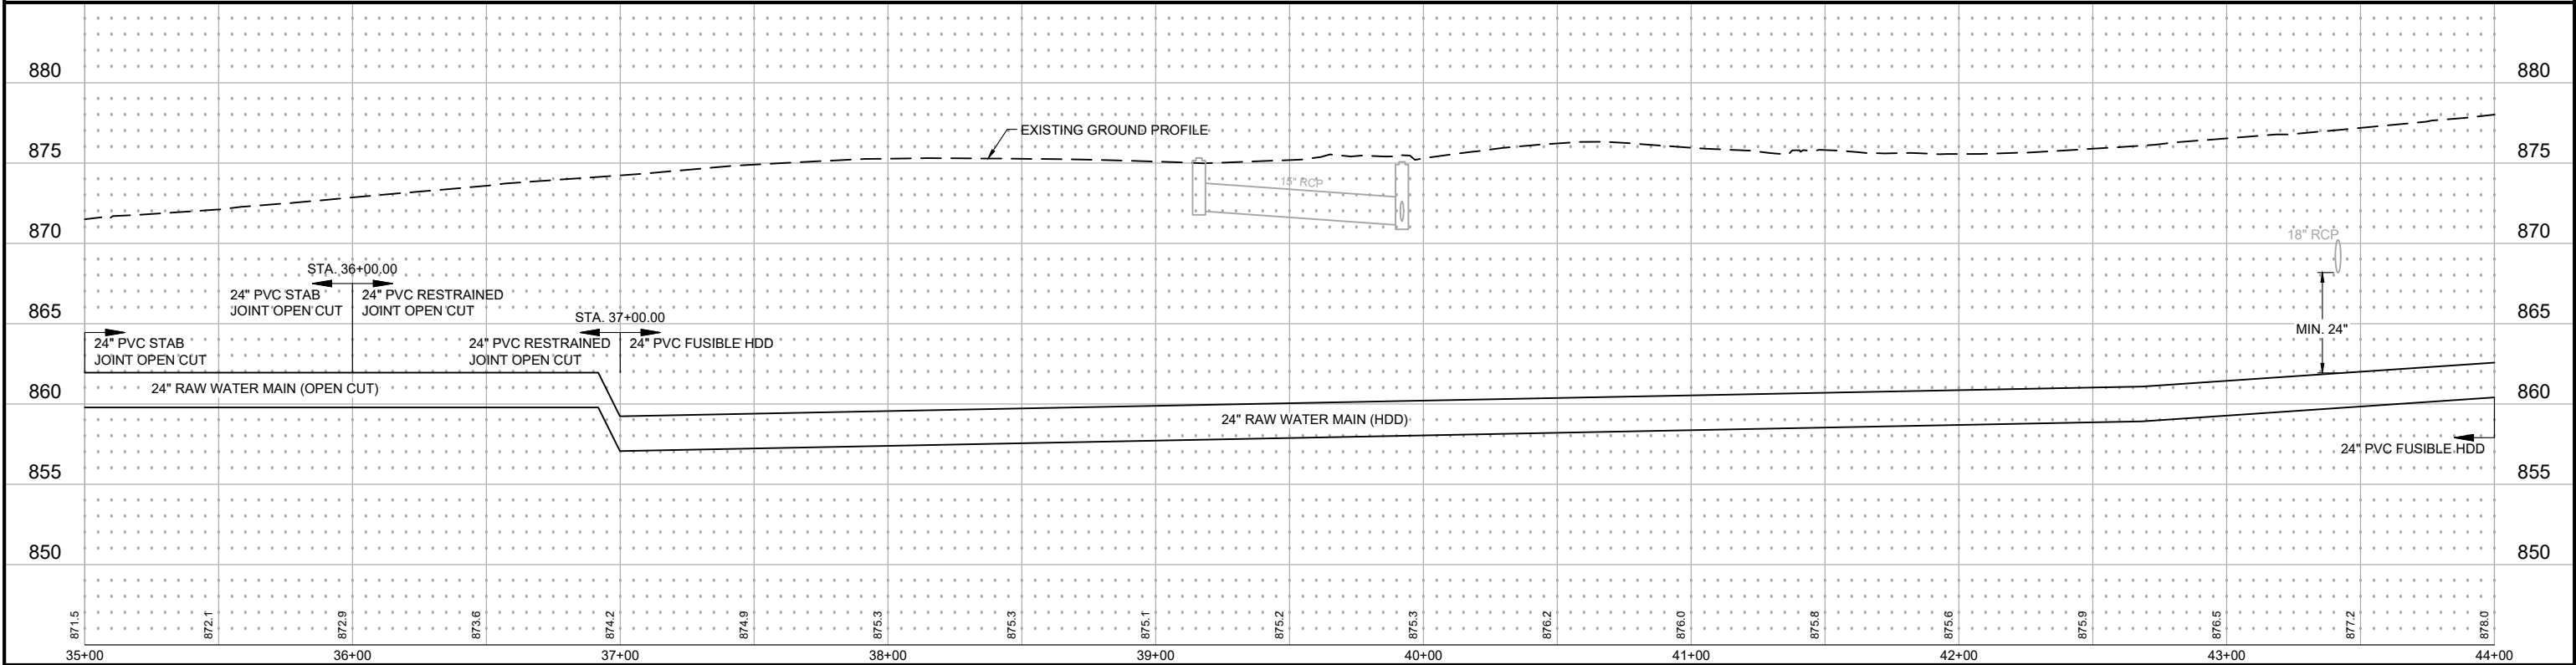 880
880
EXISTING GROUND PROFILE
875
875
15" RCP
870
870
18" RCP
STA. 36+00.00
24" PVC STAB
JOINT OPEN CUT
24" PVC RESTRAINED
JOINT OPEN CUT
865
865
STA. 37+00.00
MIN. 24"
24" PVC STAB
JOINT OPEN CUT
24" PVC RESTRAINED
JOINT OPEN CUT
24" PVC FUSIBLE HDD
860
860
24" RAW WATER MAIN (OPEN CUT)
24" RAW WATER MAIN (HDD)
24" PVC FUSIBLE HDD
855
855
850
850
871.5
872.1
872.9
873.6
874.2
874.9
875.3
875.3
875.1
875.2
875.3
876.2
876.0
875.8
875.6
875.9
876.5
877.2
878.0
35+00
36+00
37+00
38+00
39+00
40+00
41+00
42+00
43+00
44+00